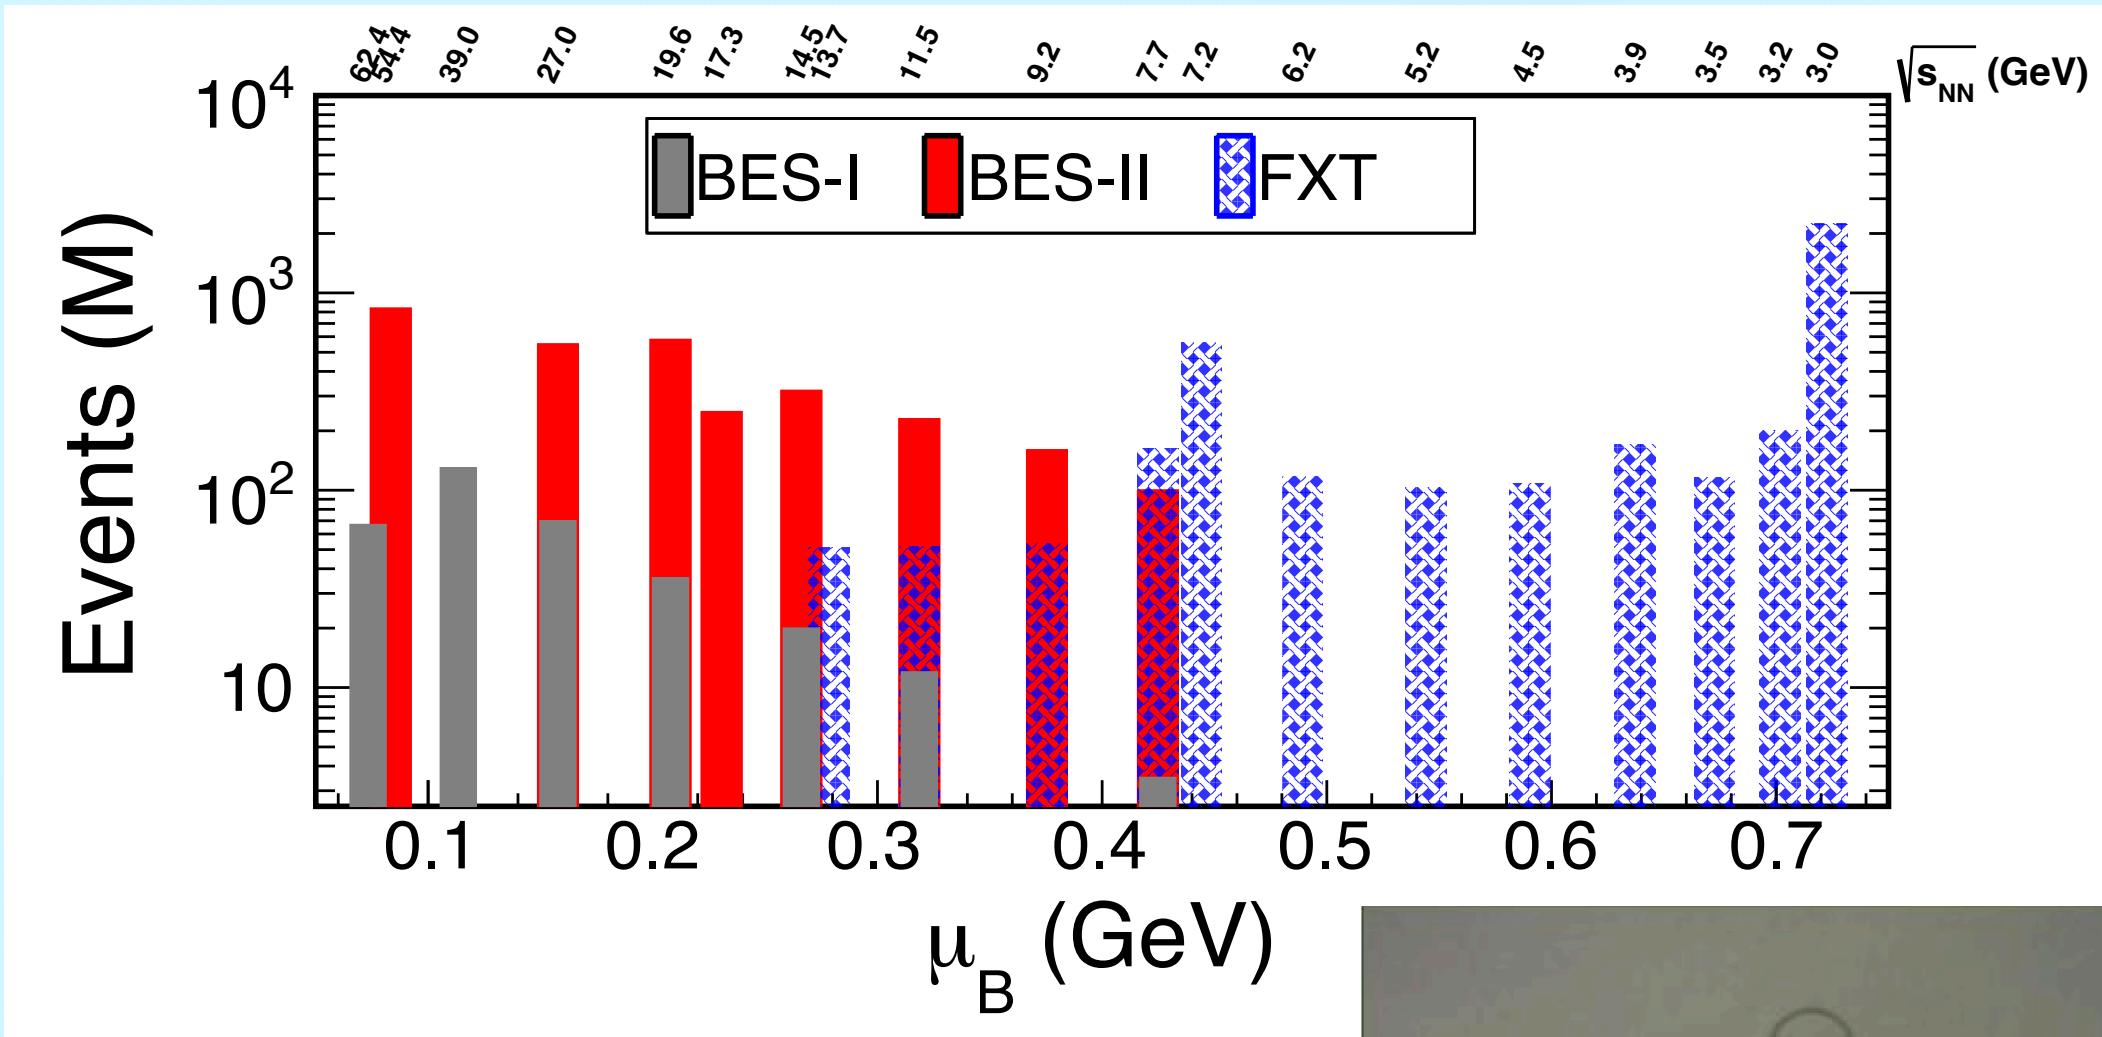 62.4 54.4 39.0 27.0 19.6 17.3 14.5 13.7 11.5 9.2 7.7 7.2 6.2 5.2 4.5 3.9 3.5 3.2 3.0 √sNN (GeV)
10⁴
BES-I BES-II FXT
10³
10²
10
Events (M)
0.1 0.2 0.3 0.4 0.5 0.6 0.7
μB (GeV)